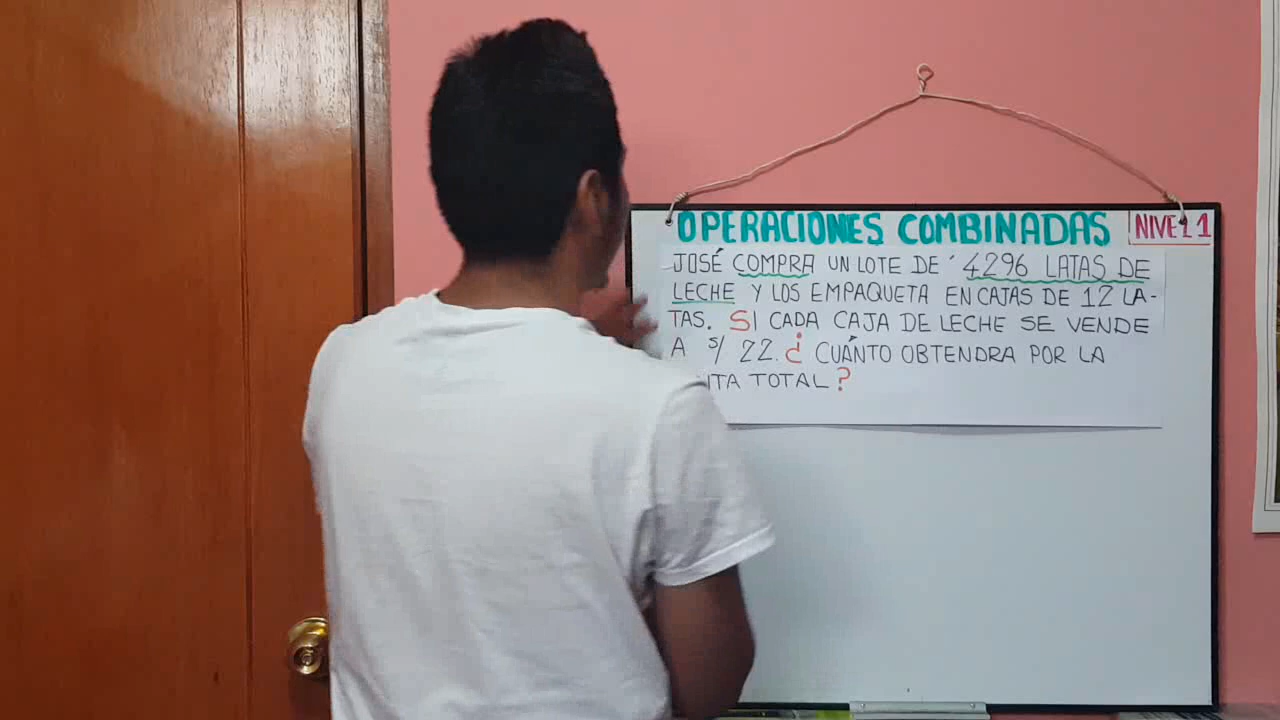 OPERACIONES COMBINADAS NIVEL 1
JOSÉ COMPRA UN LOTE DE 4296 LATAS DE
LECHE Y LOS EMPAQUETA EN CAJAS DE 12 LA-
TAS. SI CADA CAJA DE LECHE SE VENDE
A S/ 22. ¿ CUÁNTO OBTENDRA POR LA
TOTAL ?